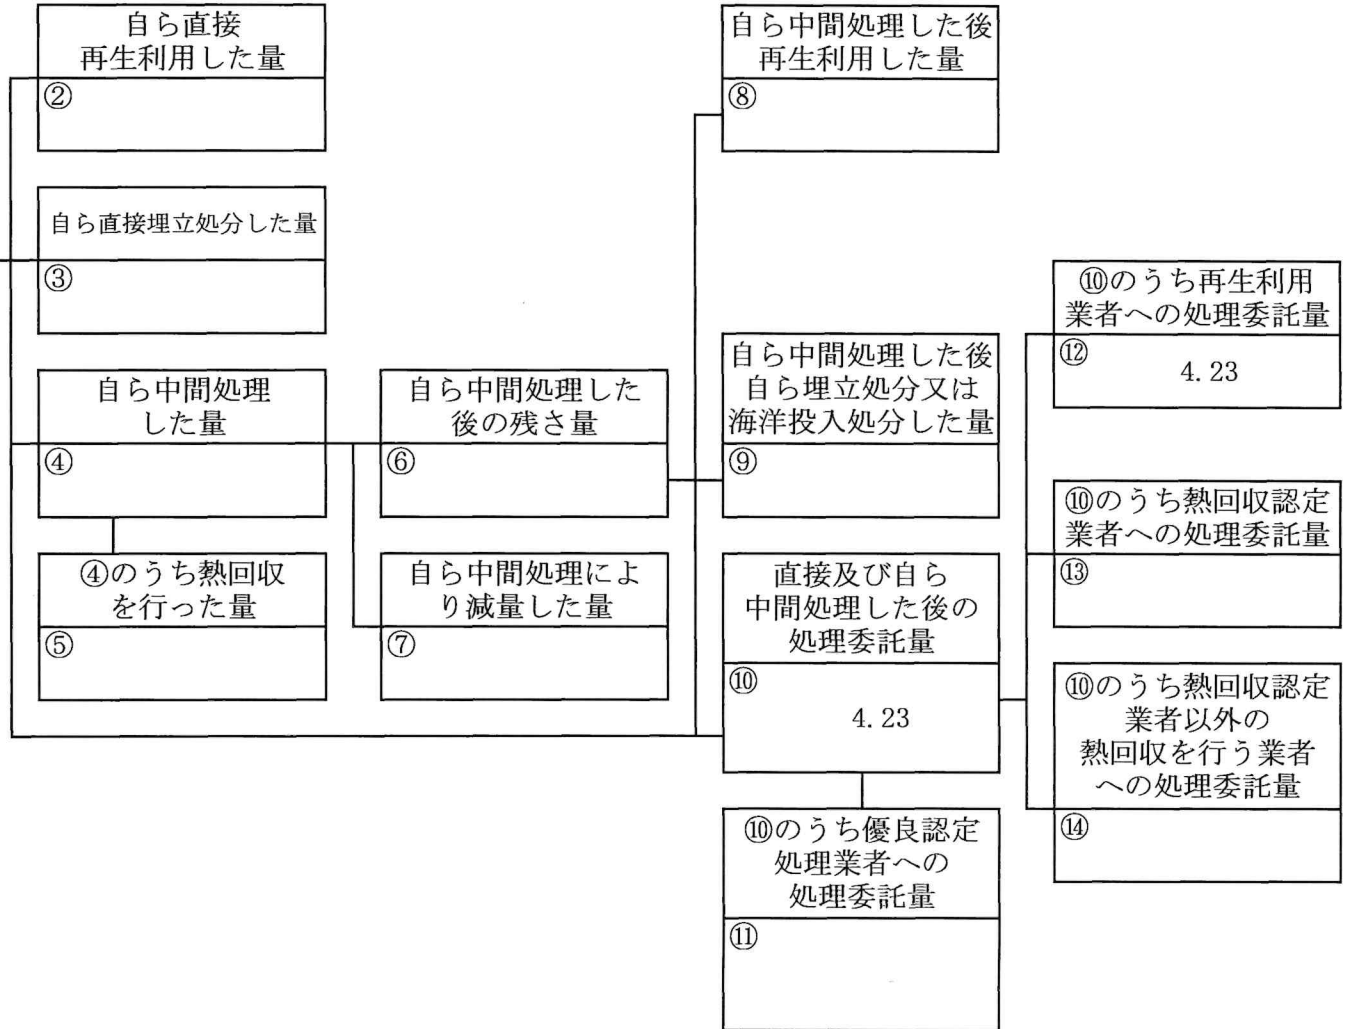 自ら直接
再生利用した量
②
自ら直接埋立処分した量
③
自ら中間処理
した量
④
④のうち熱回収
を行った量
⑤
自ら中間処理した
後の残さ量
⑥
自ら中間処理によ
り減量した量
⑦
自ら中間処理した後
再生利用した量
⑧
自ら中間処理した後
自ら埋立処分又は
海洋投入処分した量
⑨
直接及び自ら
中間処理した後の
処理委託量
⑩
4.23
⑩のうち優良認定
処理業者への
処理委託量
⑪
⑩のうち再生利用
業者への処理委託量
⑫
4.23
⑩のうち熱回収認定
業者への処理委託量
⑬
⑩のうち熱回収認定
業者以外の
熱回収を行う業者
への処理委託量
⑭